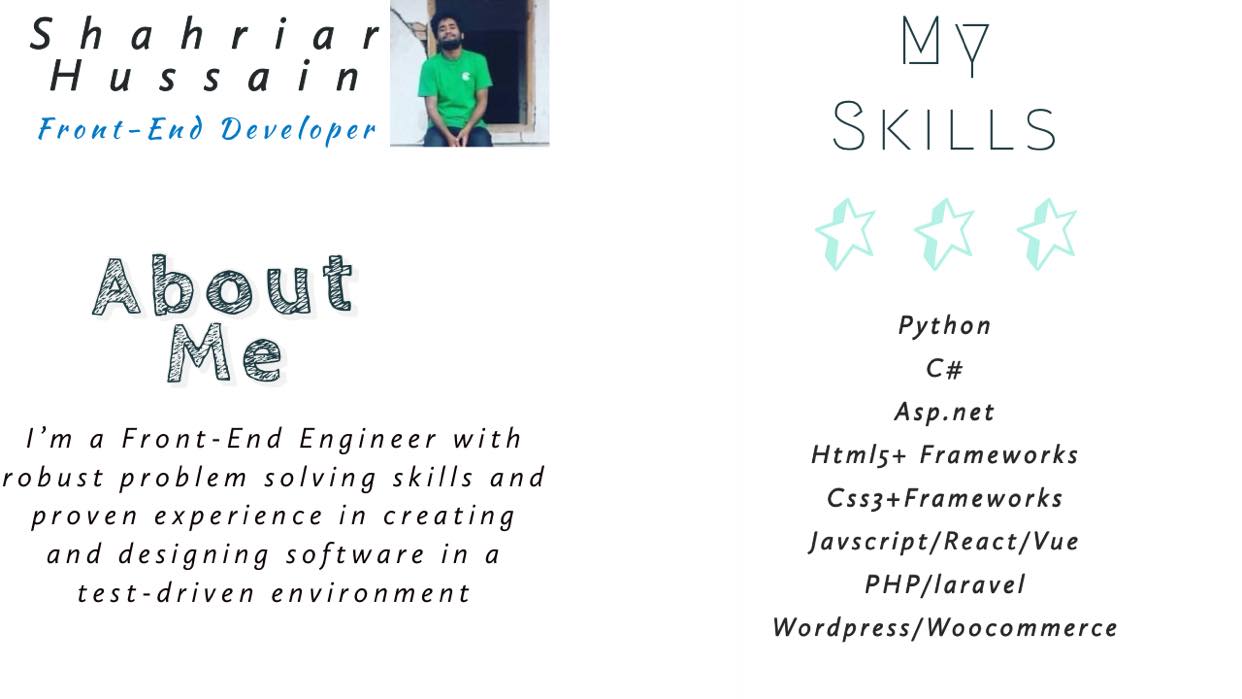 Shahriar
Hussain
Front-End Developer
About
Me
I'm a Front-End Engineer with
robust problem solving skills and
proven experience in creating
and designing software in a
test-driven environment
My
Skills
Python
C#
Asp.net
Html5+ Frameworks
Css3+Frameworks
Javscript/React/Vue
PHP/laravel
Wordpress/Woocommerce